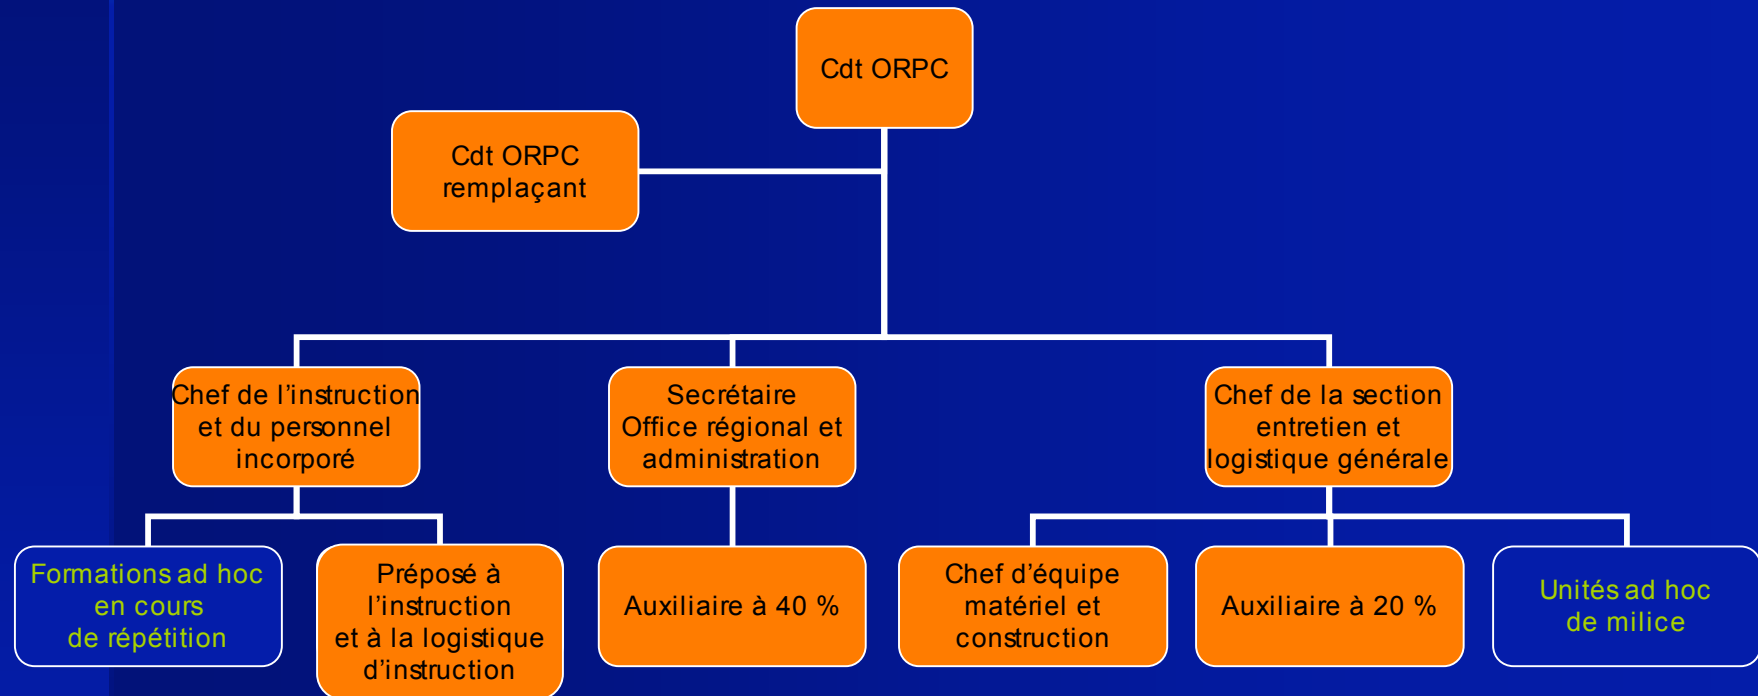 Cdt ORPC
Cdt ORPC
remplaçant
Chef de l’instruction
et du personnel
incorporé
Secrétaire
Office régional et
administration
Chef de la section
entretien et
logistique générale
Formations ad hoc
en cours
de répétition
Préposé à
l’instruction
et à la logistique
d’instruction
Auxiliaire à 40 %
Chef d’équipe
matériel et
construction
Auxiliaire à 20 %
Unités ad hoc
de milice